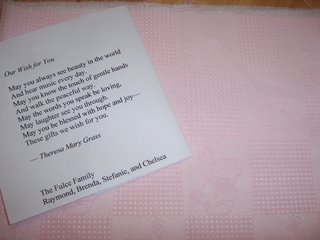 Our Wish for You
May you always see beauty in the world
And hear music every day.
May you know the touch of gentle hands
And walk the peaceful way.
May the words you speak be loving,
May laughter see you through.
May you be blessed with hope and joy—
These gifts we wish for you.
— Theresa Mary Grass
The Fulce Family
Raymond, Brenda, Stefanie, and Chelsea